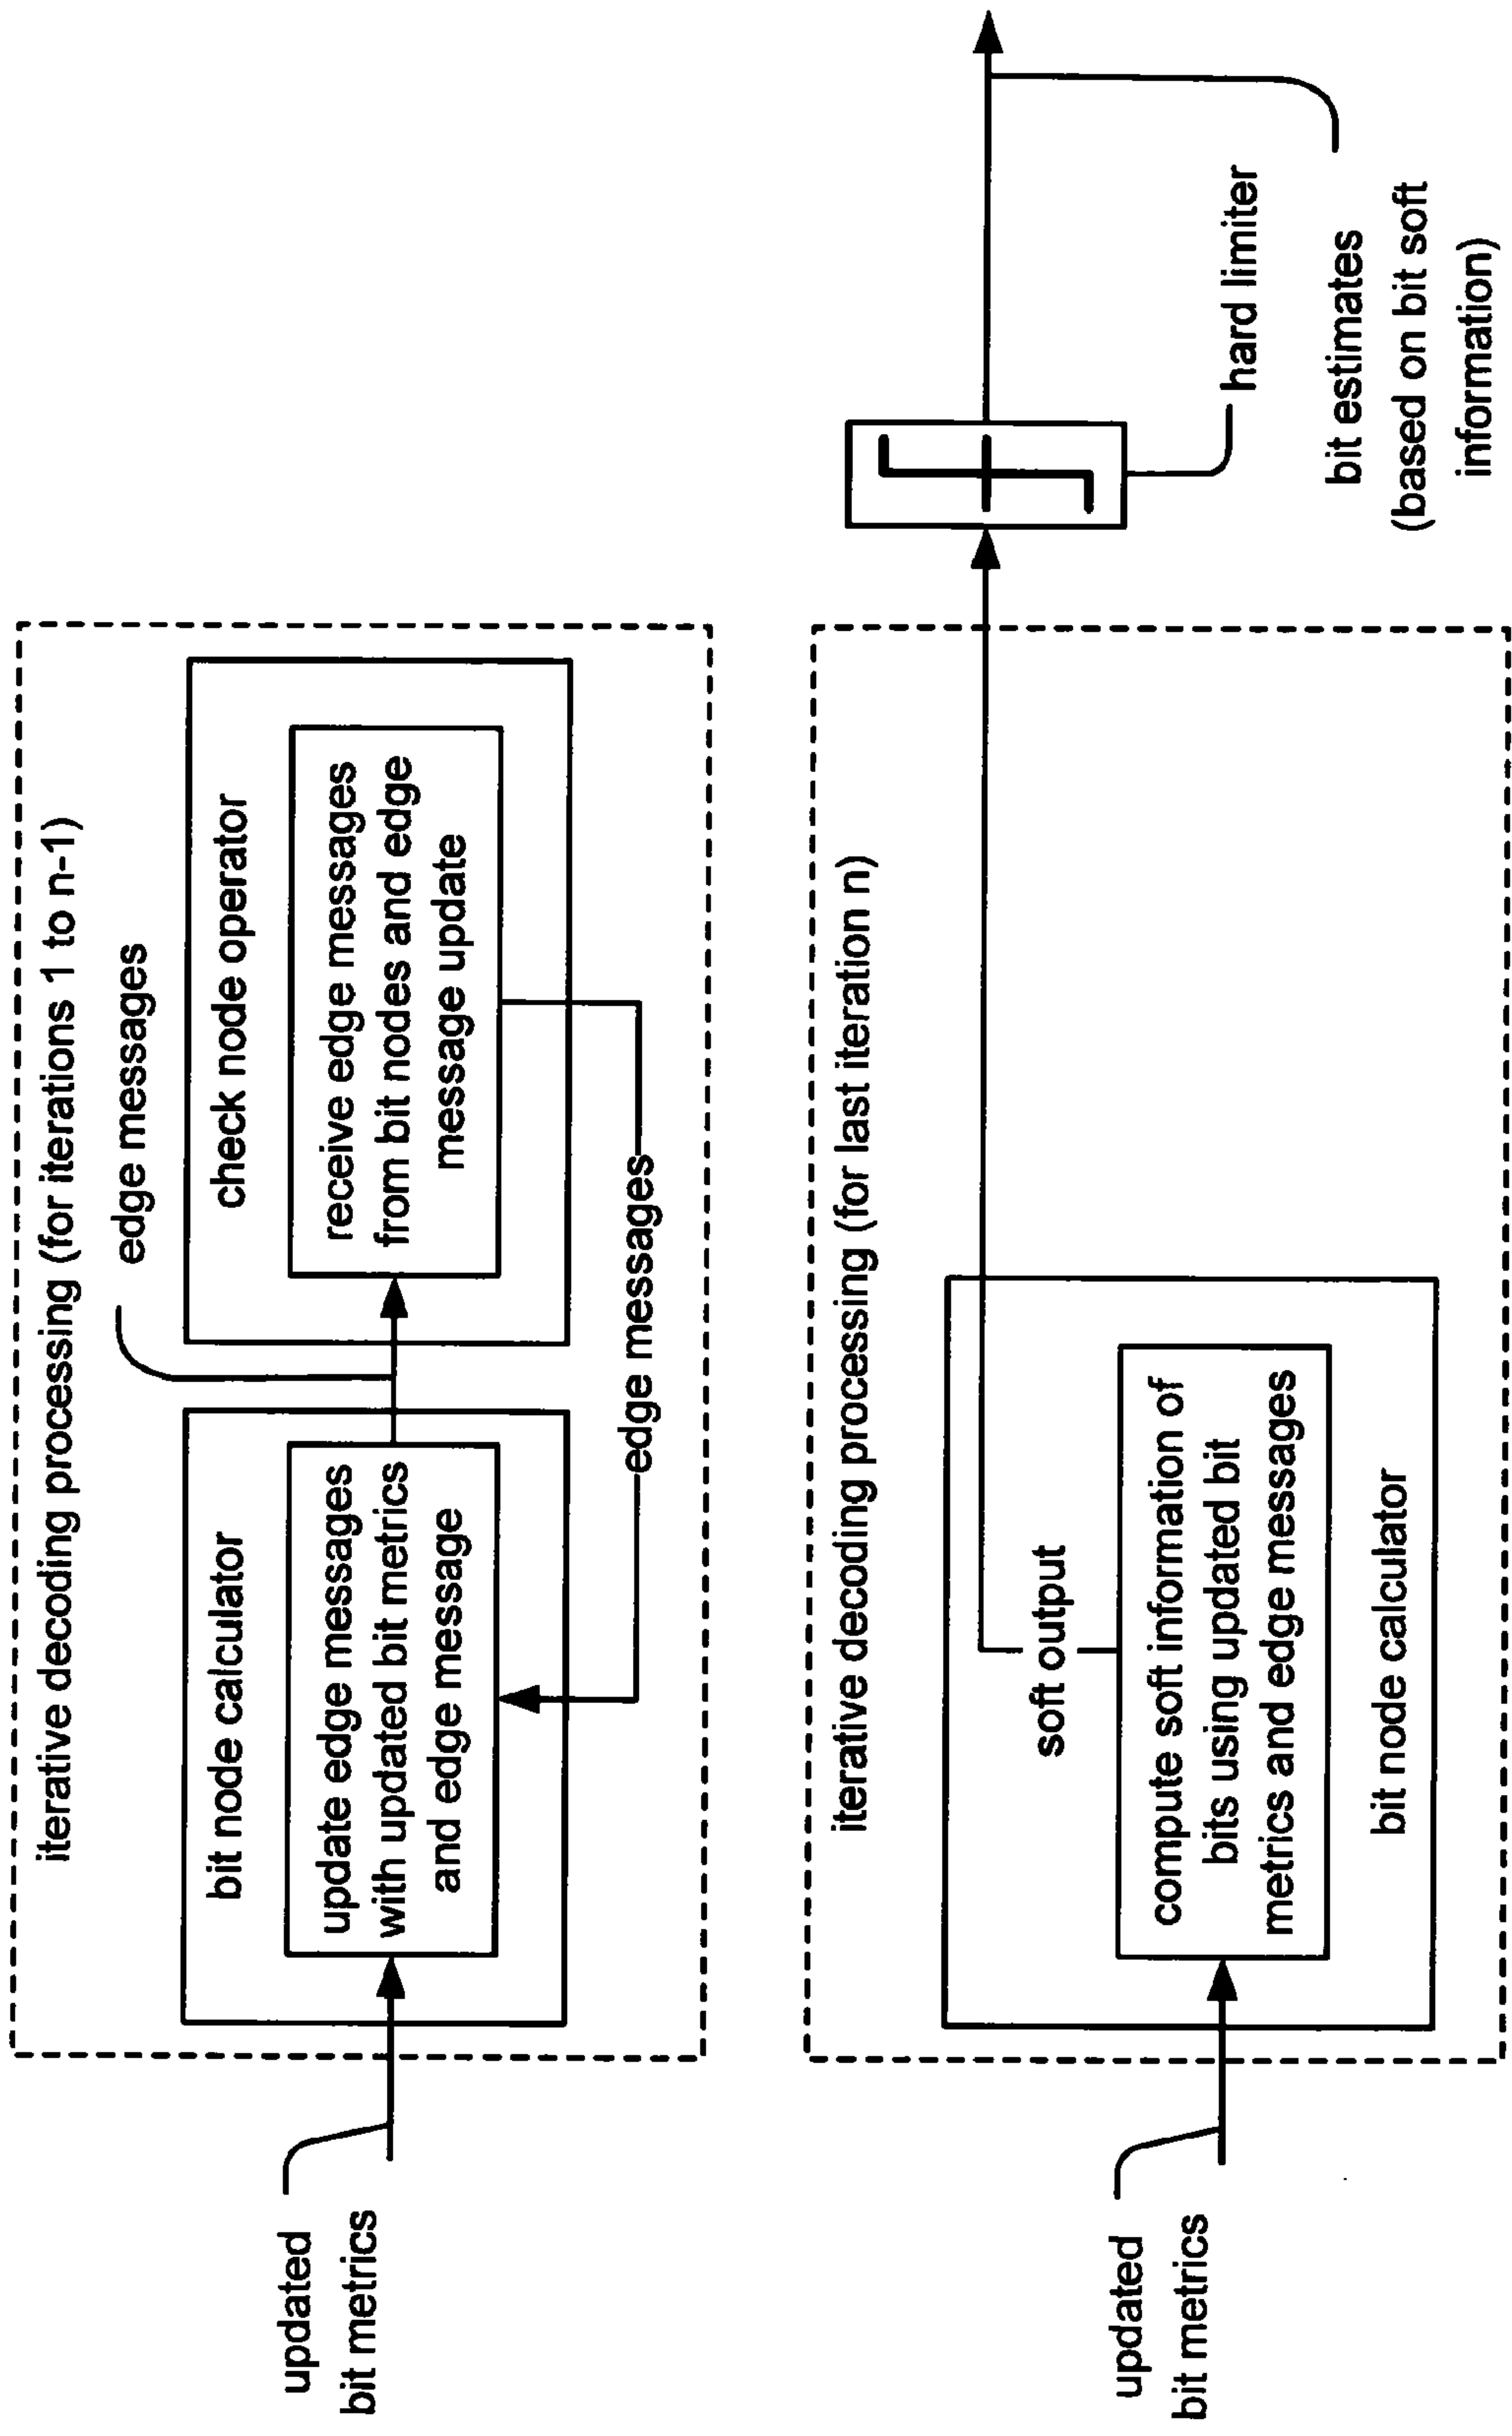 iterative decoding processing (for iterations 1 to n-1)
edge messages
updated
bit metrics
bit node calculator
update edge messages
with updated bit metrics
and edge message
check node operator
receive edge messages
from bit nodes and edge
message update
edge messages
iterative decoding processing (for last iteration n)
updated
bit metrics
soft output
compute soft information of
bits using updated bit
metrics and edge messages
bit node calculator
hard limiter
bit estimates
(based on bit soft
information)